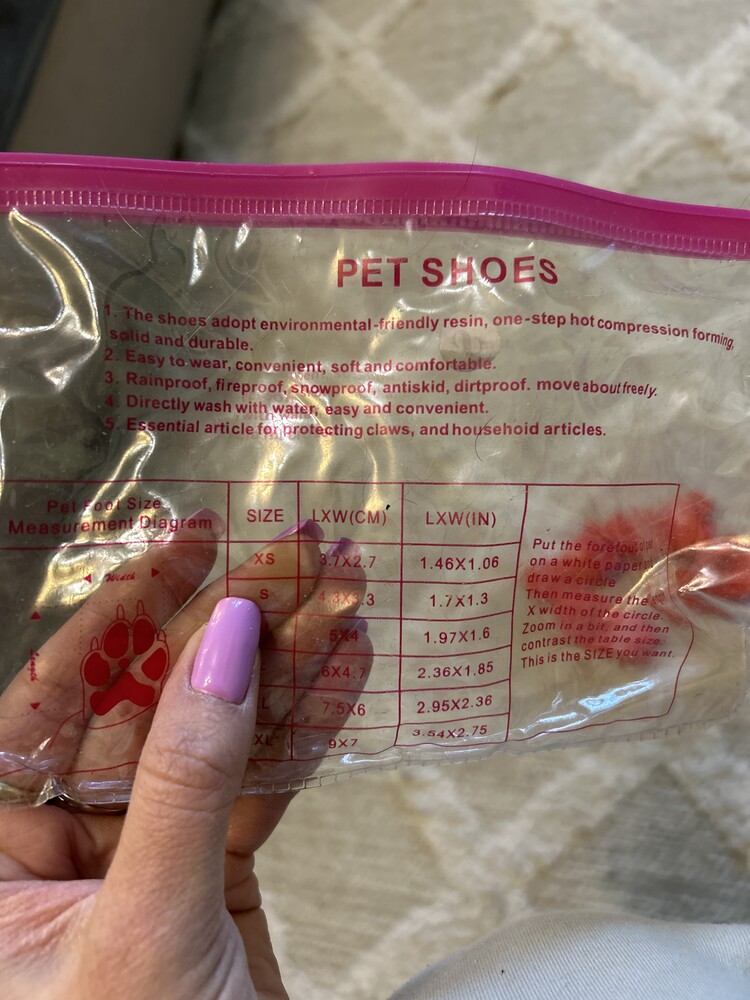 PET SHOES
1. The shoes adopt environmental-friendly resin, one-step hot compression forming,
solid and durable.
2. Easy to wear, convenient, soft and comfortable.
3. Rainproof, fireproof, snowproof, antiskid, dirtproof. move about freely.
4. Directly wash with water, easy and convenient.
5. Essential article for protecting claws, and househoid articles.
Pet Foot Size
Measurement Diagram
Width
Length
SIZE LXW(CM) LXW(IN)
XS 3.7X2.7 1.46X1.06
S 4.3X3.3 1.7X1.3
5X4 1.97X1.6
6X4.7 2.36X1.85
L 7.5X6 2.95X2.36
XL 9X7 3.54X2.75
Put the forefoot
on a white paper
draw a circle
Then measure the
X width of the circle.
Zoom in a bit, and then
contrast the table size.
This is the SIZE you want.